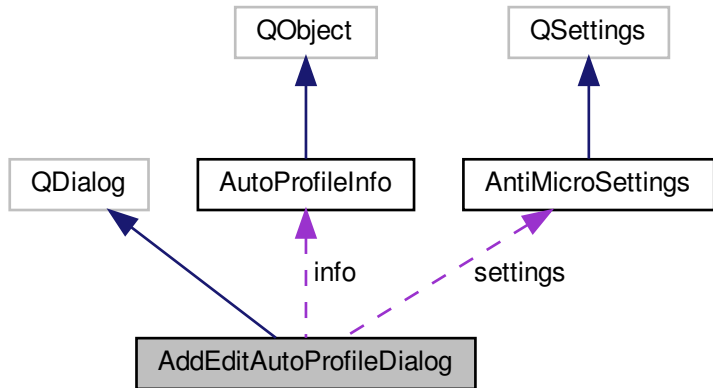 QObject
QSettings
QDialog
AutoProfileInfo
AntiMicroSettings
info
settings
AddEditAutoProfileDialog